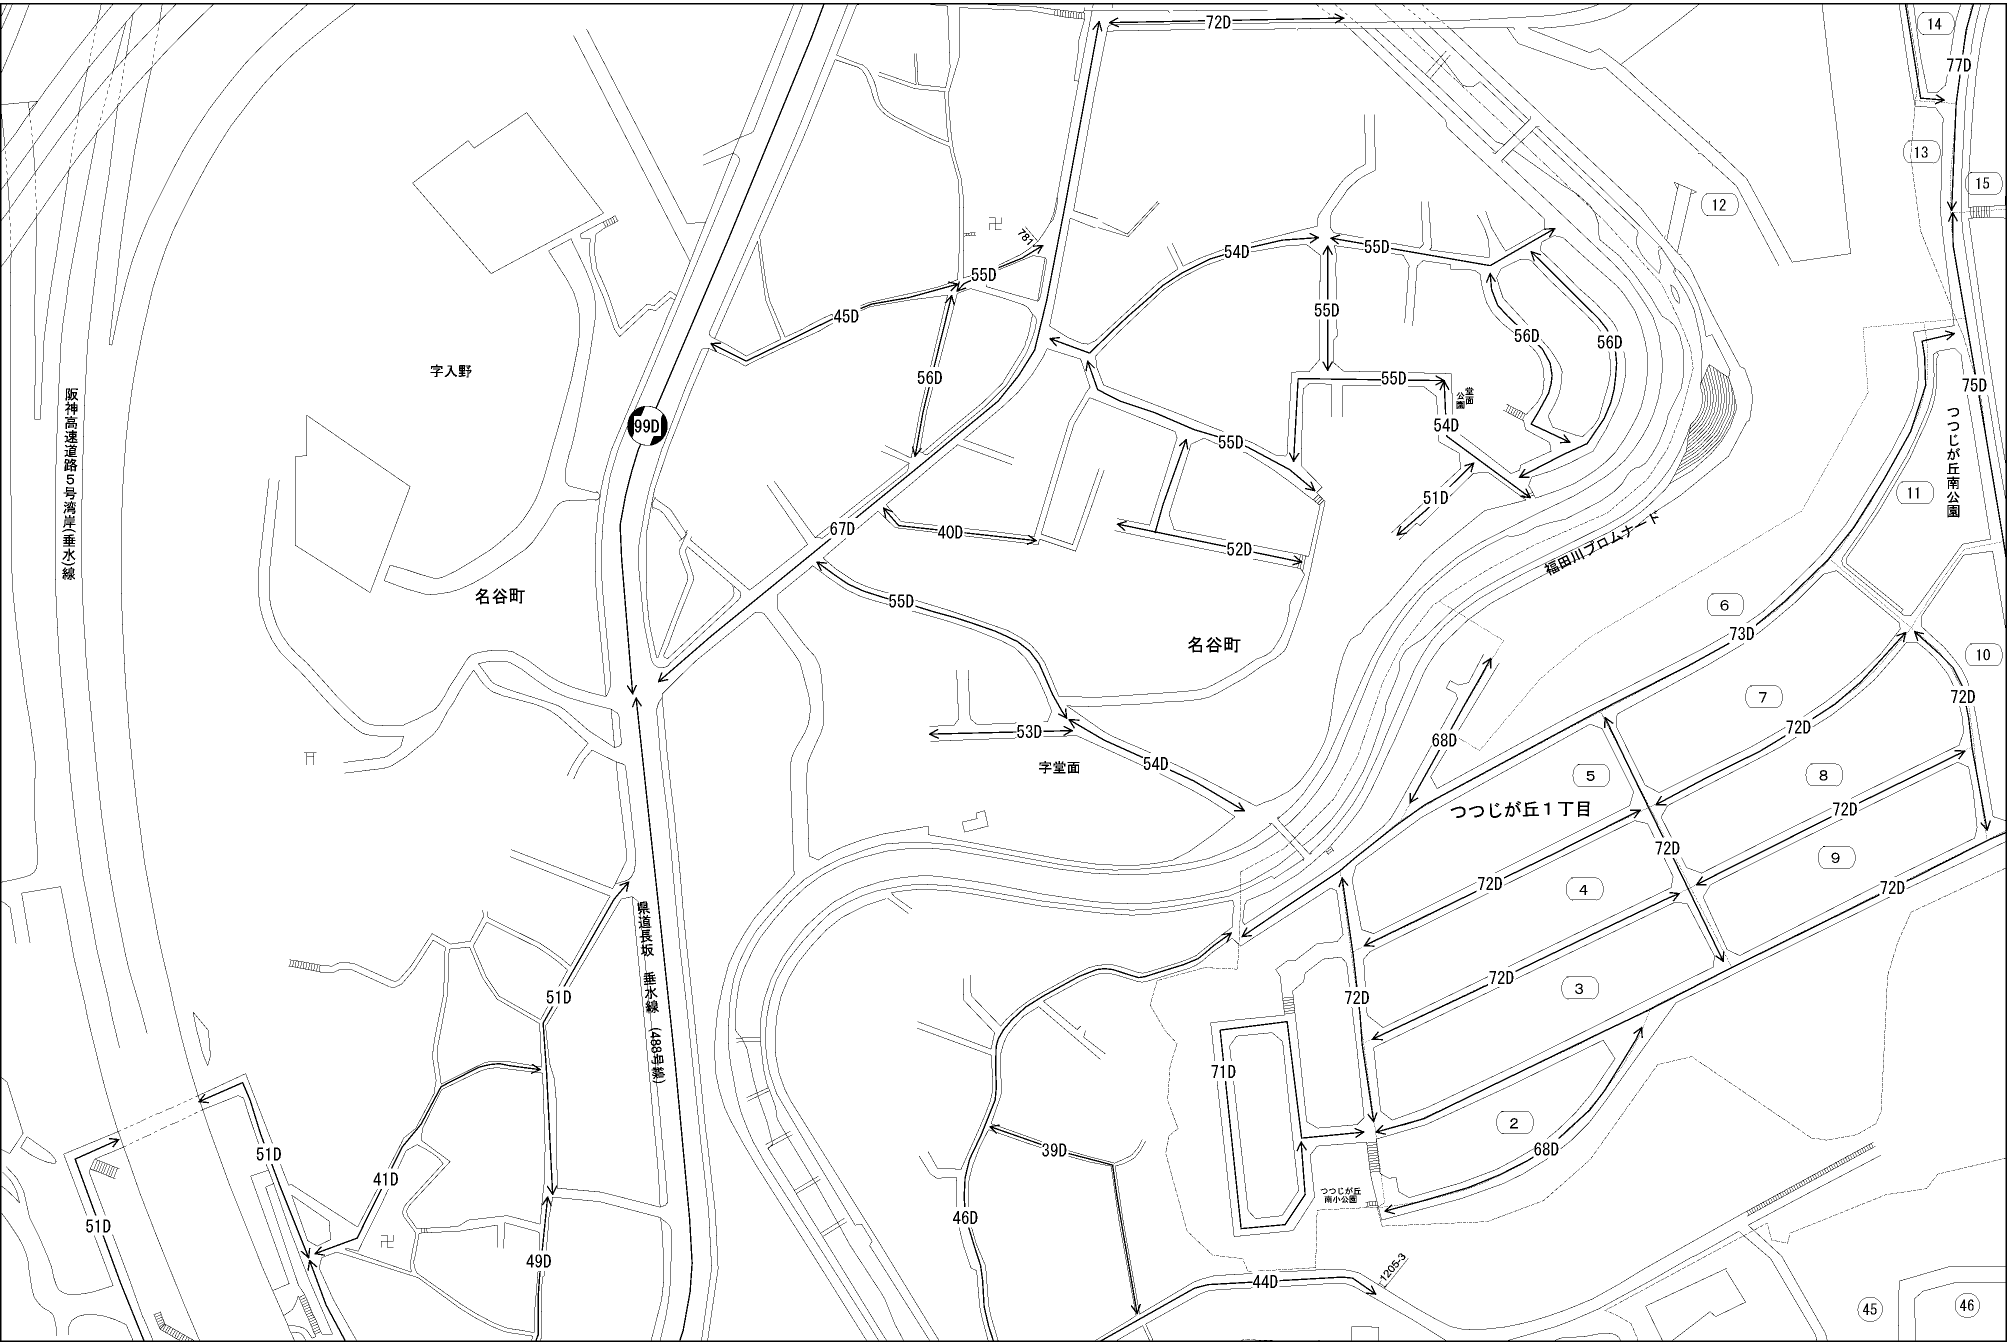 72D
14
77D
13
15
12
781
54D
55D
55D
45D
55D
56D
56D
字入野
56D
55D
堂面
公園
75D
阪神高速道路5号湾岸(垂水)線
99D
54D
つつじが丘南公園
55D
51D
11
67D
40D
52D
福田川プロムナード
名谷町
55D
6
名谷町
73D
10
7
72D
53D
68D
72D
字堂面
54D
5
8
つつじが丘1丁目
72D
72D
9
72D
4
72D
県道長坂 垂水線 (488号線)
51D
72D
72D
3
71D
2
51D
41D
39D
68D
つつじが丘
南小公園
51D
46D
49D
44D
1205-3
45
46